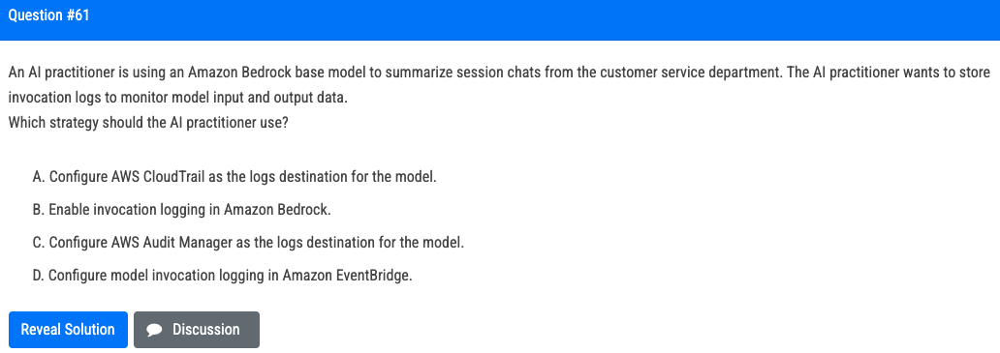 Question #61
An AI practitioner is using an Amazon Bedrock base model to summarize session chats from the customer service department. The AI practitioner wants to store
invocation logs to monitor model input and output data.
Which strategy should the AI practitioner use?
A. Configure AWS CloudTrail as the logs destination for the model.
B. Enable invocation logging in Amazon Bedrock.
C. Configure AWS Audit Manager as the logs destination for the model.
D. Configure model invocation logging in Amazon EventBridge.
Reveal Solution Discussion